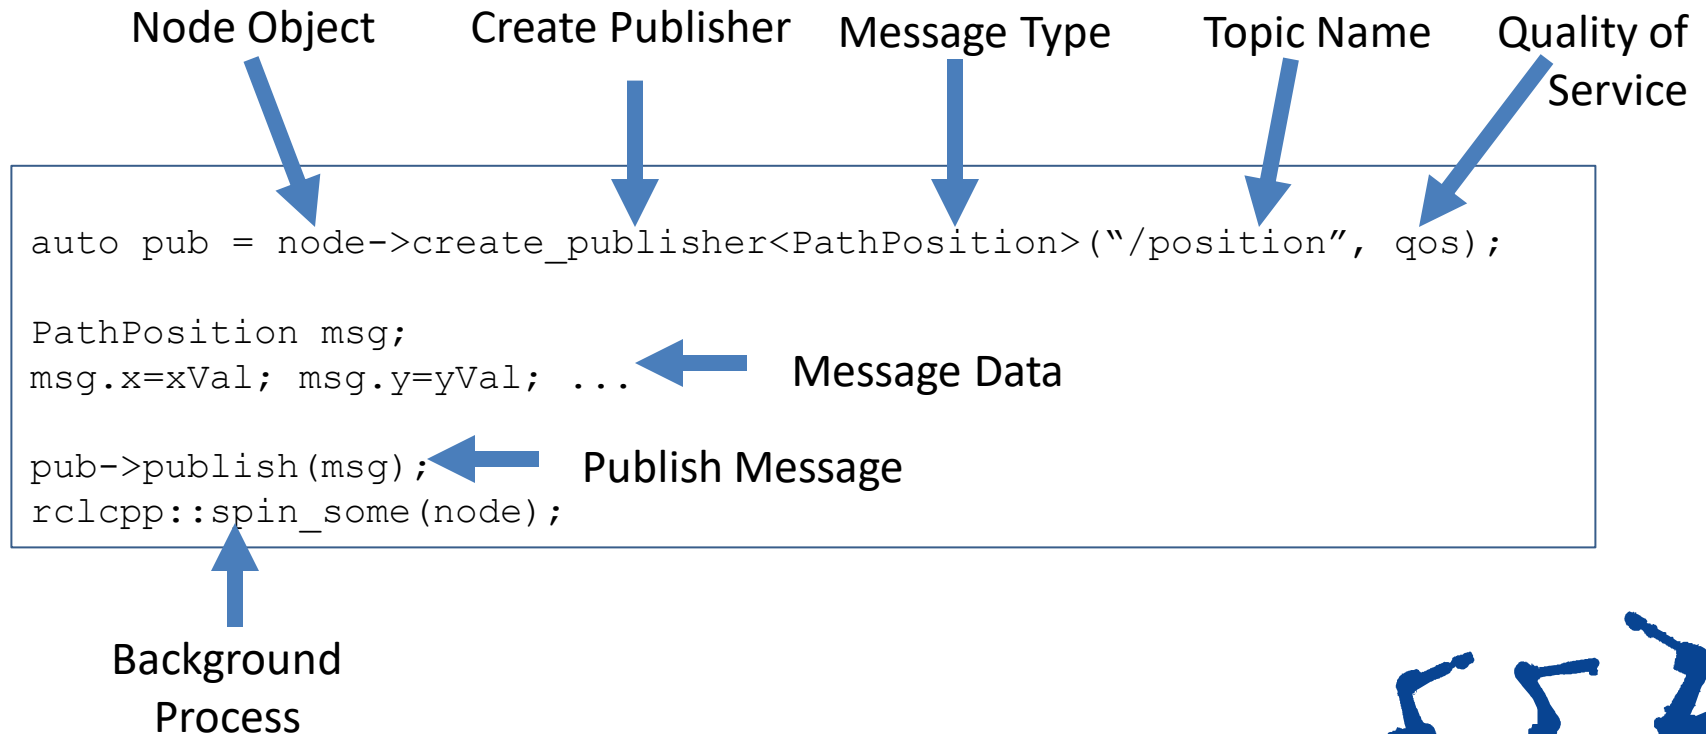 Node Object
Create Publisher
Message Type
Topic Name
Quality of
Service
auto pub = node->create_publisher<PathPosition>(“/position”, qos);
PathPosition msg;
msg.x=xVal; msg.y=yVal; ...
Message Data
pub->publish(msg);
Publish Message
rclcpp::spin_some(node);
Background
Process